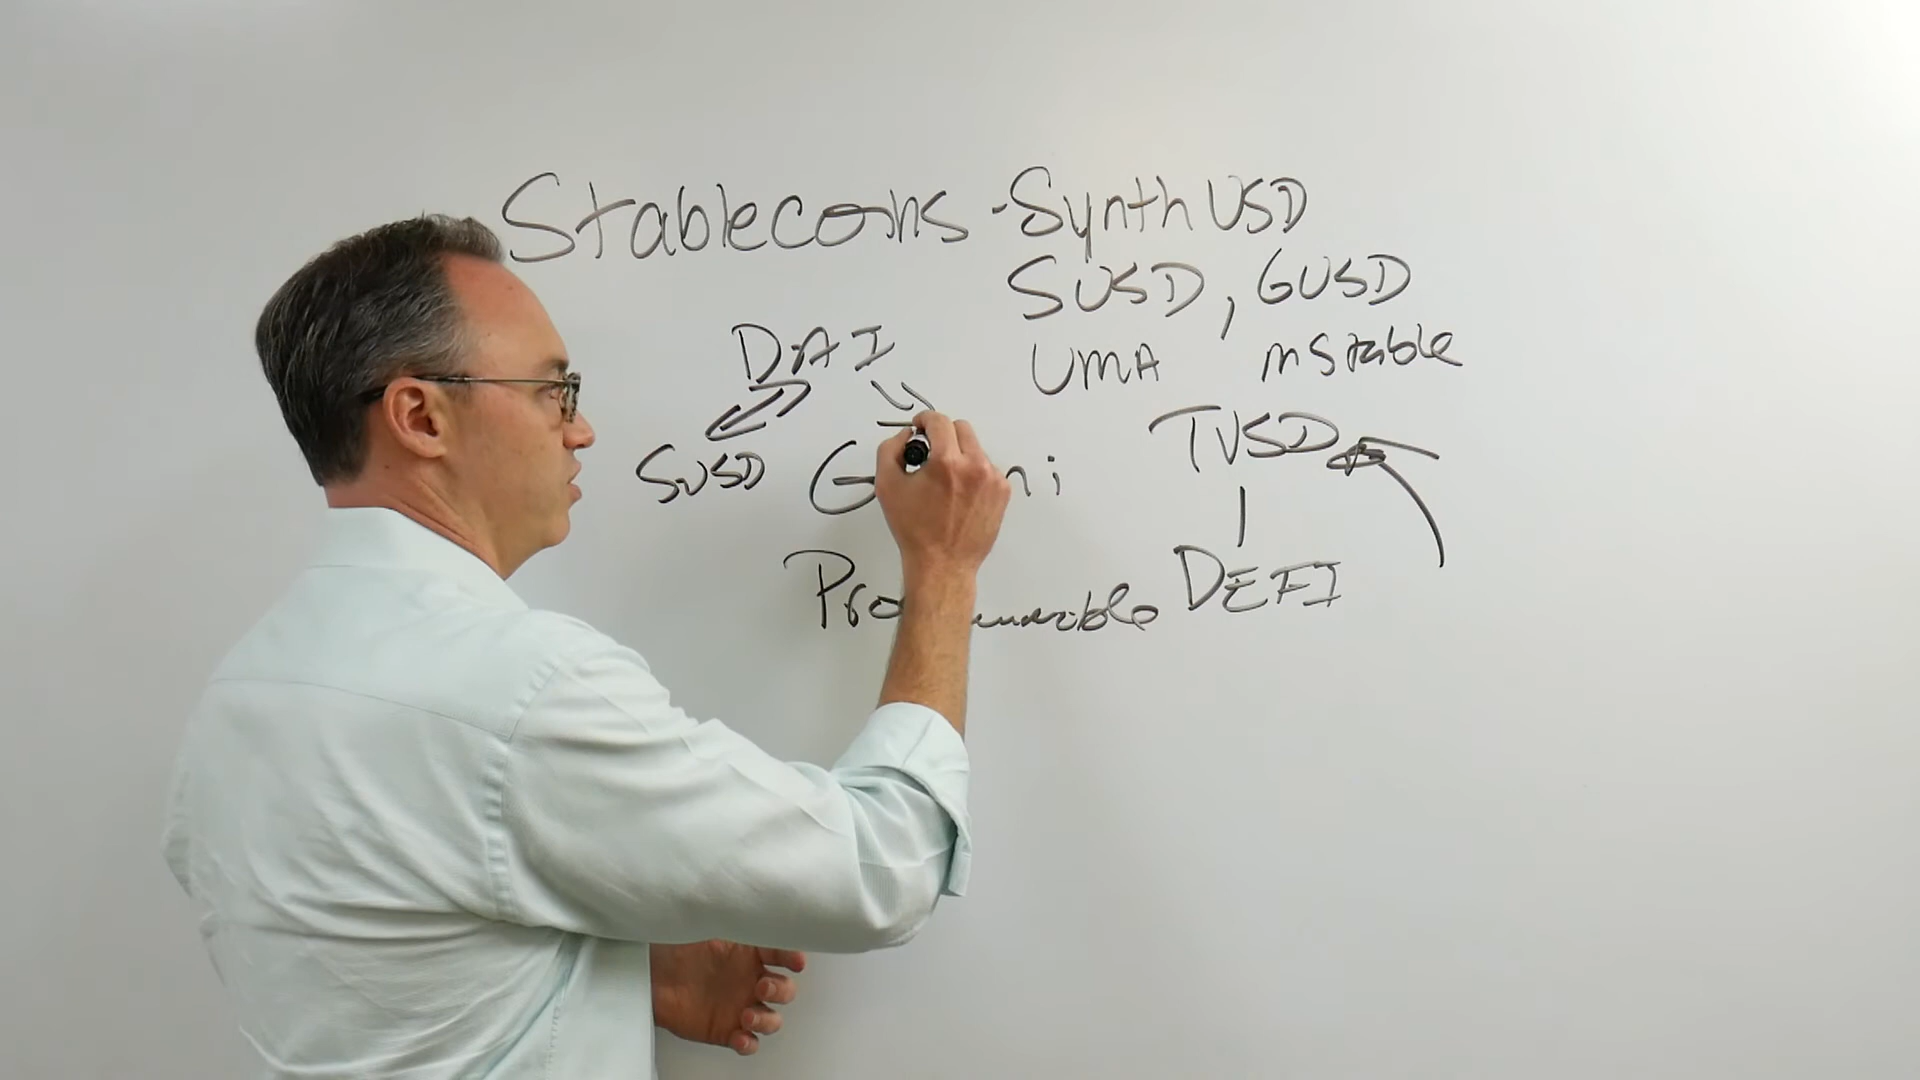 Stablecoins - Synth USD
SUSD, GUSD
DAI
UMA mStable
TUSD
SUSD
DEFI